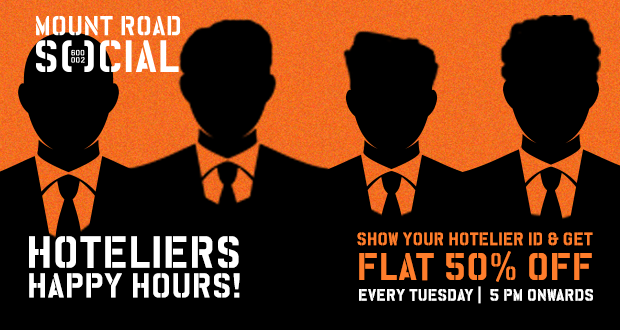 MOUNT ROAD
SOCIAL
600
002
HOTELIERS
HAPPY HOURS!
SHOW YOUR HOTELIER ID & GET
FLAT 50% OFF
EVERY TUESDAY | 5 PM ONWARDS